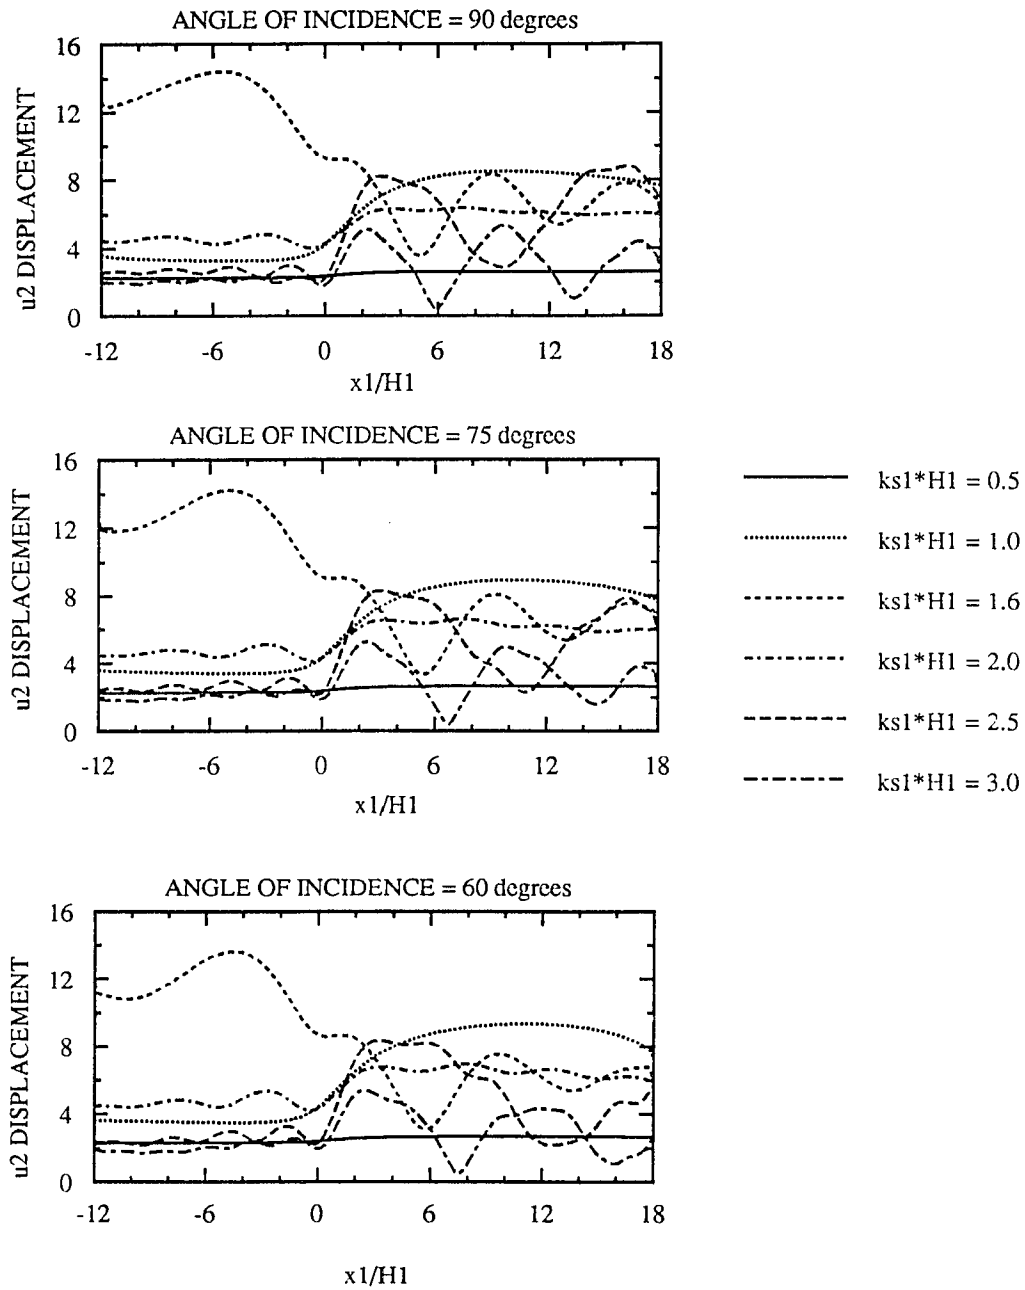 ANGLE OF INCIDENCE = 90 degrees
16
12
8
4
0
u2 DISPLACEMENT
-12 -6 0 6 12 18
x1/H1
ANGLE OF INCIDENCE = 75 degrees
16
12
8
4
0
u2 DISPLACEMENT
-12 -6 0 6 12 18
x1/H1
ks1*H1 = 0.5
ks1*H1 = 1.0
ks1*H1 = 1.6
ks1*H1 = 2.0
ks1*H1 = 2.5
ks1*H1 = 3.0
ANGLE OF INCIDENCE = 60 degrees
16
12
8
4
0
u2 DISPLACEMENT
-12 -6 0 6 12 18
x1/H1